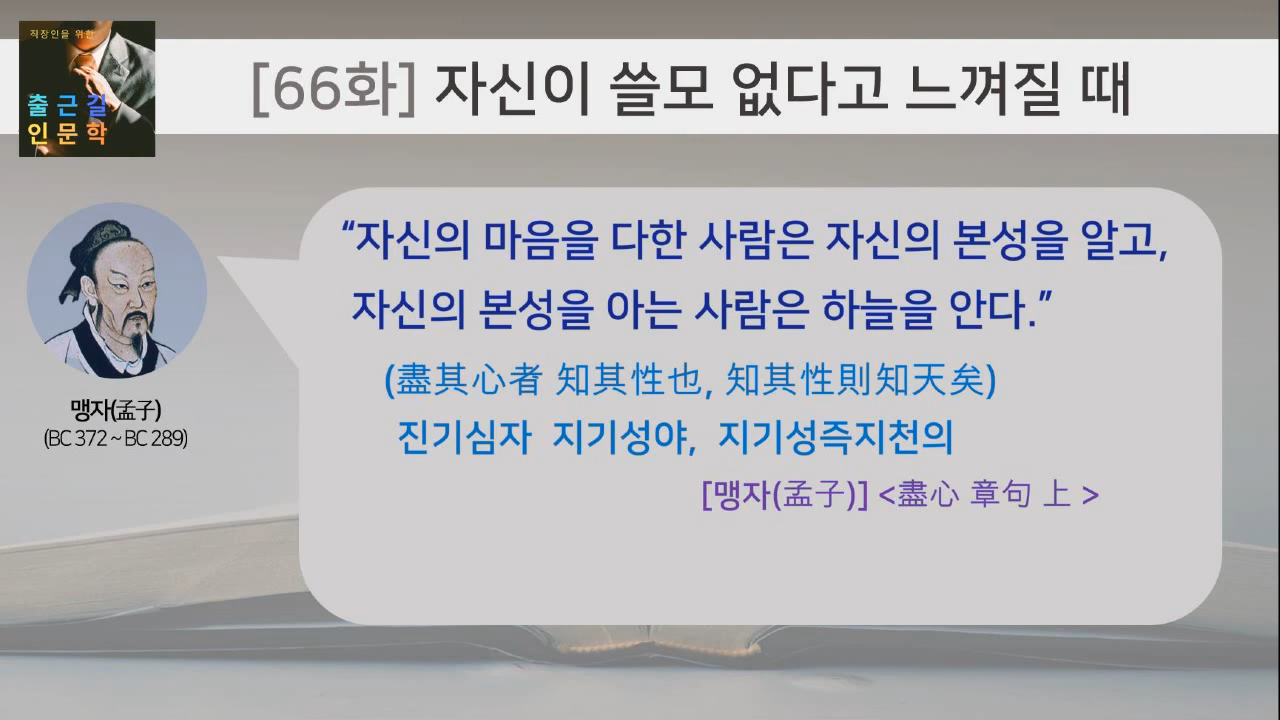 직장인을 위한
출근길
인문학
[66화] 자신이 쓸모 없다고 느껴질 때
“자신의 마음을 다한 사람은 자신의 본성을 알고,
자신의 본성을 아는 사람은 하늘을 안다.”
(盡其心者 知其性也, 知其性則知天矣)
진기심자 지기성야, 지기성즉지천의
[맹자(孟子)] <盡心 章句 上 >
맹자(孟子)
(BC 372 ~ BC 289)